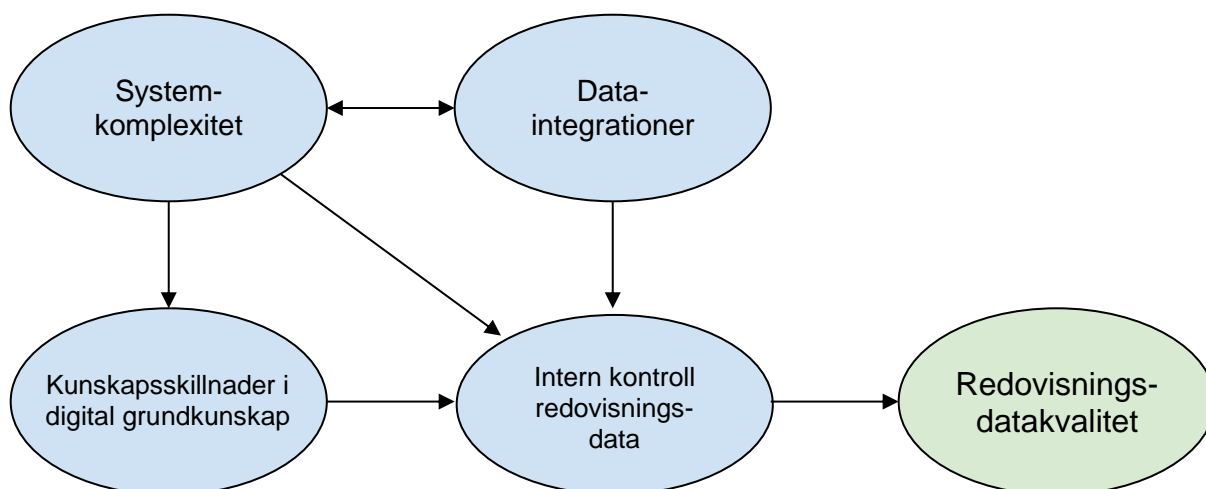 System-
komplexitet
Data-
integrationer
Kunskapsskillnader i
digital grundkunskap
Intern kontroll
redovisnings-
data
Redovisnings-
datakvalitet